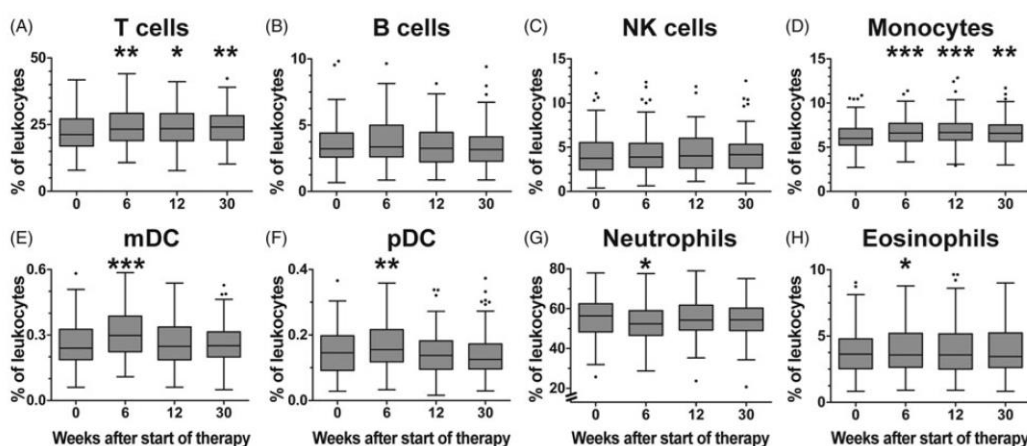 (A) T cells
** * **
% of leukocytes
50
25
0
0 6 12 30
(B) B cells
% of leukocytes
10
5
0
0 6 12 30
(C) NK cells
% of leukocytes
15
10
5
0
0 6 12 30
(D) Monocytes
*** *** **
% of leukocytes
15
10
5
0
0 6 12 30
(E) mDC
***
% of leukocytes
0.6
0.3
0.0
0 6 12 30
Weeks after start of therapy
(F) pDC
**
% of leukocytes
0.4
0.2
0.0
0 6 12 30
Weeks after start of therapy
(G) Neutrophils
*
% of leukocytes
100
80
60
40
20
0 6 12 30
Weeks after start of therapy
(H) Eosinophils
*
% of leukocytes
10
5
0
0 6 12 30
Weeks after start of therapy